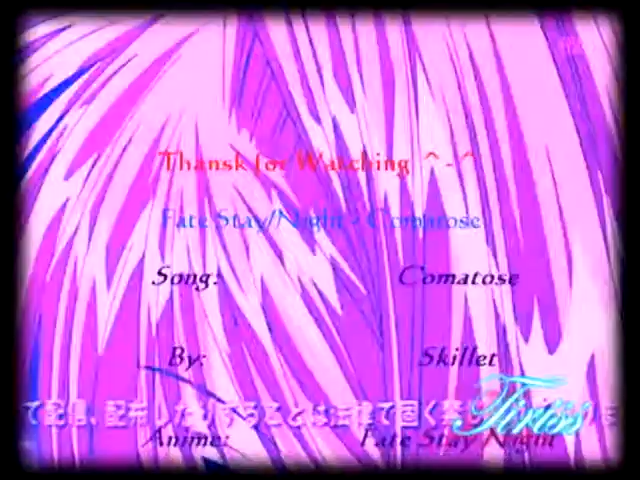 Thansk for Watching ^-^
Fate Stay/Night - Comatose
Song: Comatose
By: Skillet
て配信、配布したりすることは法律で固く禁
Anime: Fate Stay Night